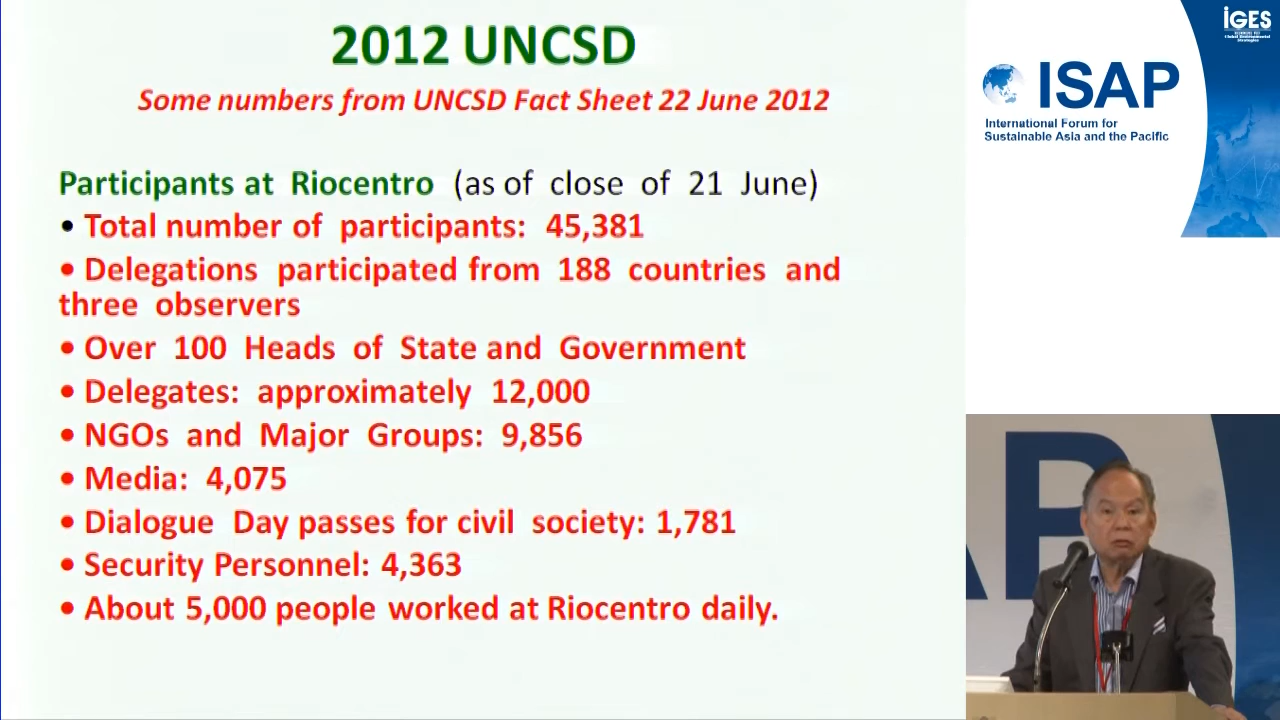 2012 UNCSD
Some numbers from UNCSD Fact Sheet 22 June 2012
Participants at Riocentro (as of close of 21 June)
• Total number of participants: 45,381
• Delegations participated from 188 countries and
three observers
• Over 100 Heads of State and Government
• Delegates: approximately 12,000
• NGOs and Major Groups: 9,856
• Media: 4,075
• Dialogue Day passes for civil society: 1,781
• Security Personnel: 4,363
• About 5,000 people worked at Riocentro daily.
IGES
ISAP
International Forum for
Sustainable Asia and the Pacific
AP